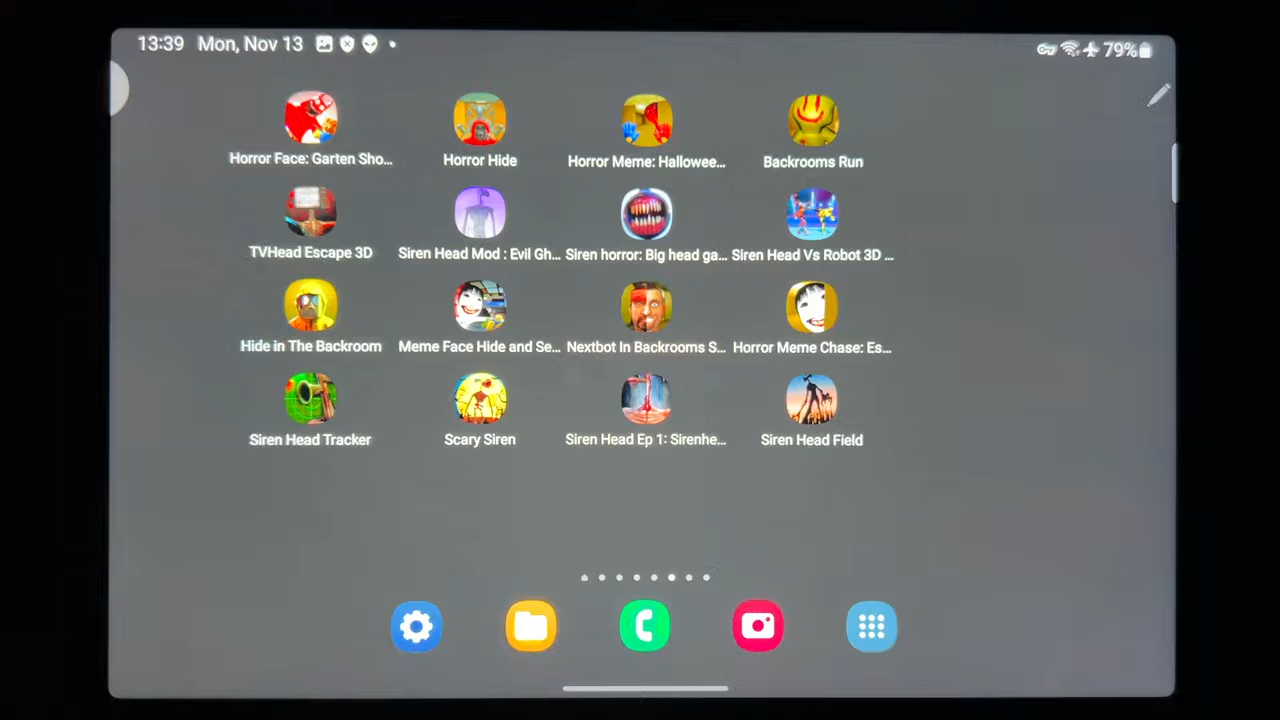 13:39 Mon, Nov 13 79%
Horror Face: Garten Sho... Horror Hide Horror Meme: Hallowee... Backrooms Run
TVHead Escape 3D Siren Head Mod : Evil Gh... Siren horror: Big head ga... Siren Head Vs Robot 3D ...
Hide in The Backroom Meme Face Hide and Se... Nextbot In Backrooms S... Horror Meme Chase: Es...
Siren Head Tracker Scary Siren Siren Head Ep 1: Sirenhe... Siren Head Field